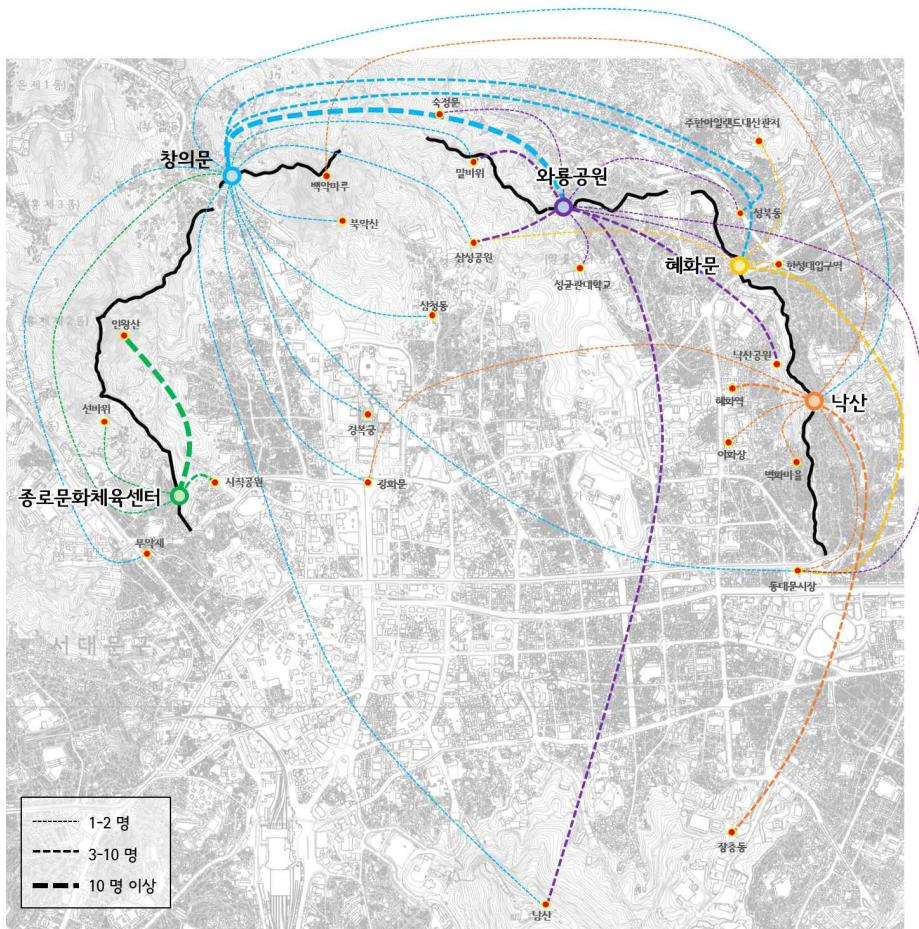 숙정문
주한아일랜드대사관저
창의문
말바위
와룡공원
백악마루
북악산
성북동
삼성공원
혜화문
한성대입구역
성균관대학교
삼청동
인왕산
낙산공원
혜화역
낙산
선바위
경복궁
이화장
벽화마을
시직공원
광화문
종로문화체육센터
무악재
동대문시장
서 대 문 구
1-2 명
3-10 명
10 명 이상
장충동
남산